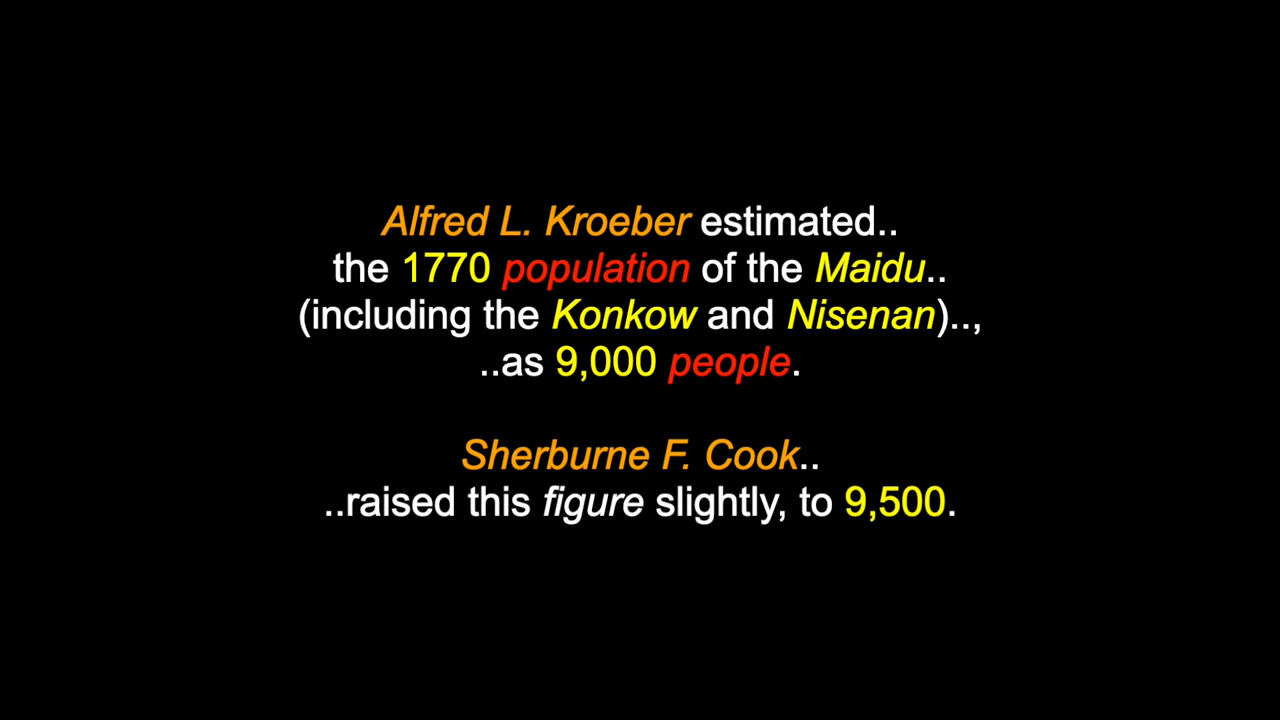 Alfred L. Kroeber estimated..
the 1770 population of the Maidu..
(including the Konkow and Nisenan)..,
..as 9,000 people.
Sherburne F. Cook..
..raised this figure slightly, to 9,500.